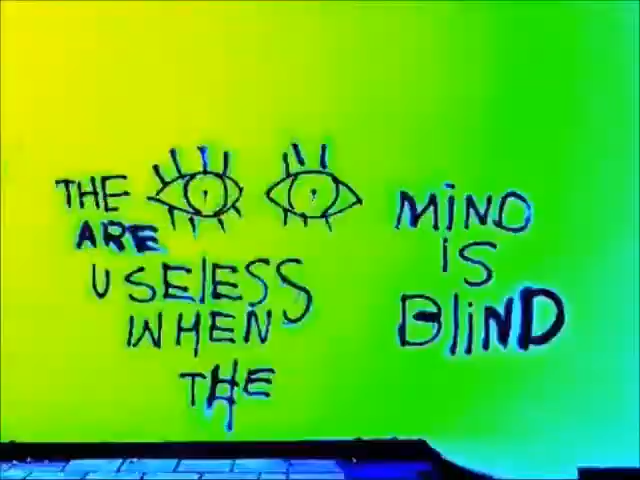 THE
ARE
USElESS
WHEN
THE
MiND
iS
BliND